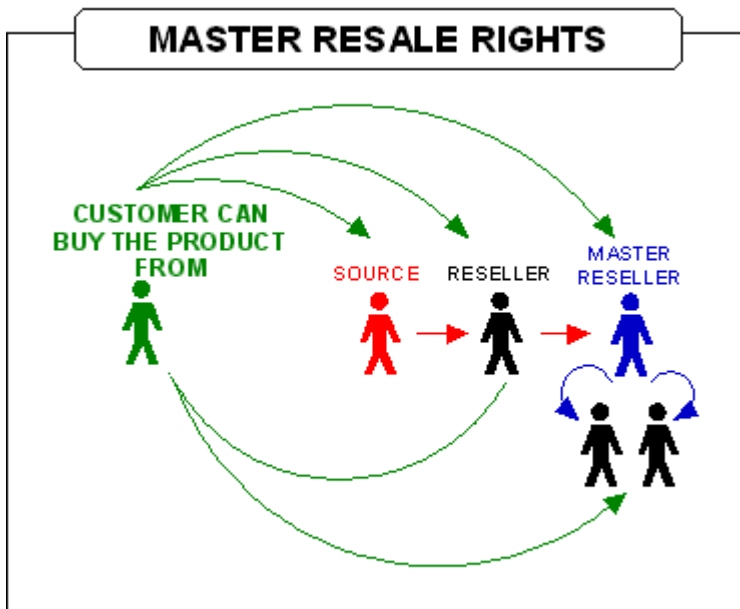 MASTER RESALE RIGHTS
CUSTOMER CAN
BUY THE PRODUCT
FROM
SOURCE
RESELLER
MASTER
RESELLER